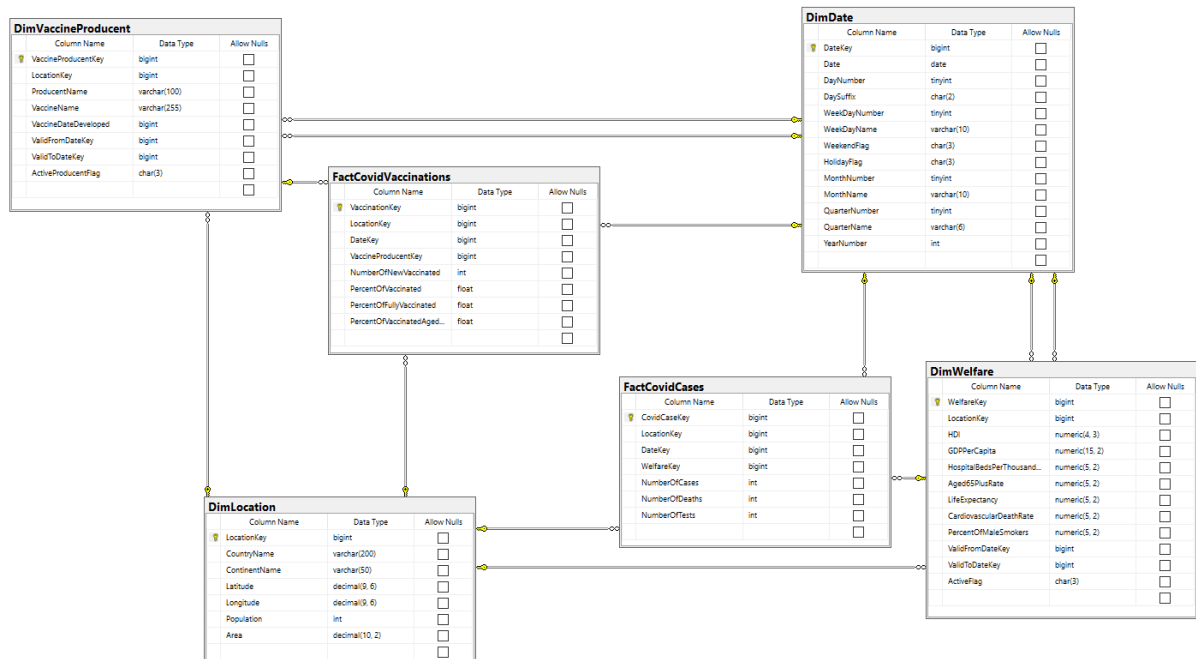 DimVaccineProducent
Column Name Data Type Allow Nulls
VaccineProducentKey bigint
LocationKey bigint
ProducentName varchar(100)
VaccineName varchar(255)
VaccineDateDeveloped bigint
ValidFromDateKey bigint
ValidToDateKey bigint
ActiveProducentFlag char(3)
DimDate
Column Name Data Type Allow Nulls
DateKey bigint
Date date
DayNumber tinyint
DaySuffix char(2)
WeekDayNumber tinyint
WeekDayName varchar(10)
WeekendFlag char(3)
HolidayFlag char(3)
MonthNumber tinyint
MonthName varchar(10)
QuarterNumber tinyint
QuarterName varchar(6)
YearNumber int
FactCovidVaccinations
Column Name Data Type Allow Nulls
VaccinationKey bigint
LocationKey bigint
DateKey bigint
VaccineProducentKey bigint
NumberOfNewVaccinated int
PercentOfVaccinated float
PercentOfFullyVaccinated float
PercentOfVaccinatedAged... float
FactCovidCases
Column Name Data Type Allow Nulls
CovidCaseKey bigint
LocationKey bigint
DateKey bigint
WelfareKey bigint
NumberOfCases int
NumberOfDeaths int
NumberOfTests int
DimWelfare
Column Name Data Type Allow Nulls
WelfareKey bigint
LocationKey bigint
HDI numeric(4, 3)
GDPPerCapita numeric(15, 2)
HospitalBedsPerThousand... numeric(5, 2)
Aged65PlusRate numeric(5, 2)
LifeExpectancy numeric(5, 2)
CardiovascularDeathRate numeric(5, 2)
PercentOfMaleSmokers numeric(5, 2)
ValidFromDateKey bigint
ValidToDateKey bigint
ActiveFlag char(3)
DimLocation
Column Name Data Type Allow Nulls
LocationKey bigint
CountryName varchar(200)
ContinentName varchar(50)
Latitude decimal(9, 6)
Longitude decimal(9, 6)
Population int
Area decimal(10, 2)